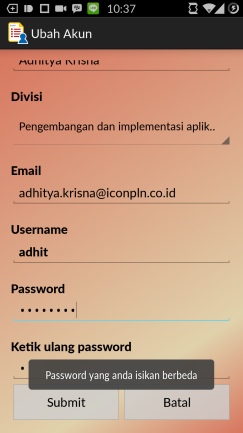 10:37
Ubah Akun
Adhitya Krisna
Divisi
Pengembangan dan implementasi aplik..
Email
adhitya.krisna@iconpln.co.id
Username
adhit
Password
••••••••
Ketik ulang password
Password yang anda isikan berbeda
Submit
Batal